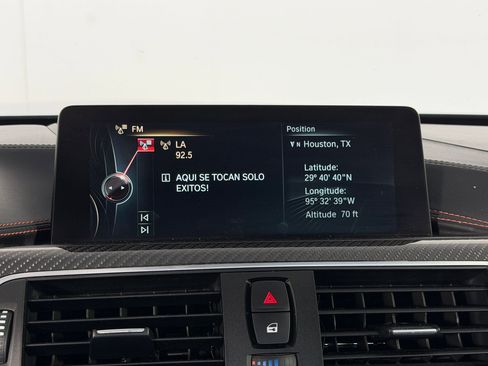 FM
LA
92.5
AQUI SE TOCAN SOLO
EXITOS!
Position
N Houston, TX
Latitude:
29° 40' 40"N
Longitude:
95° 32' 39"W
Altitude 70 ft